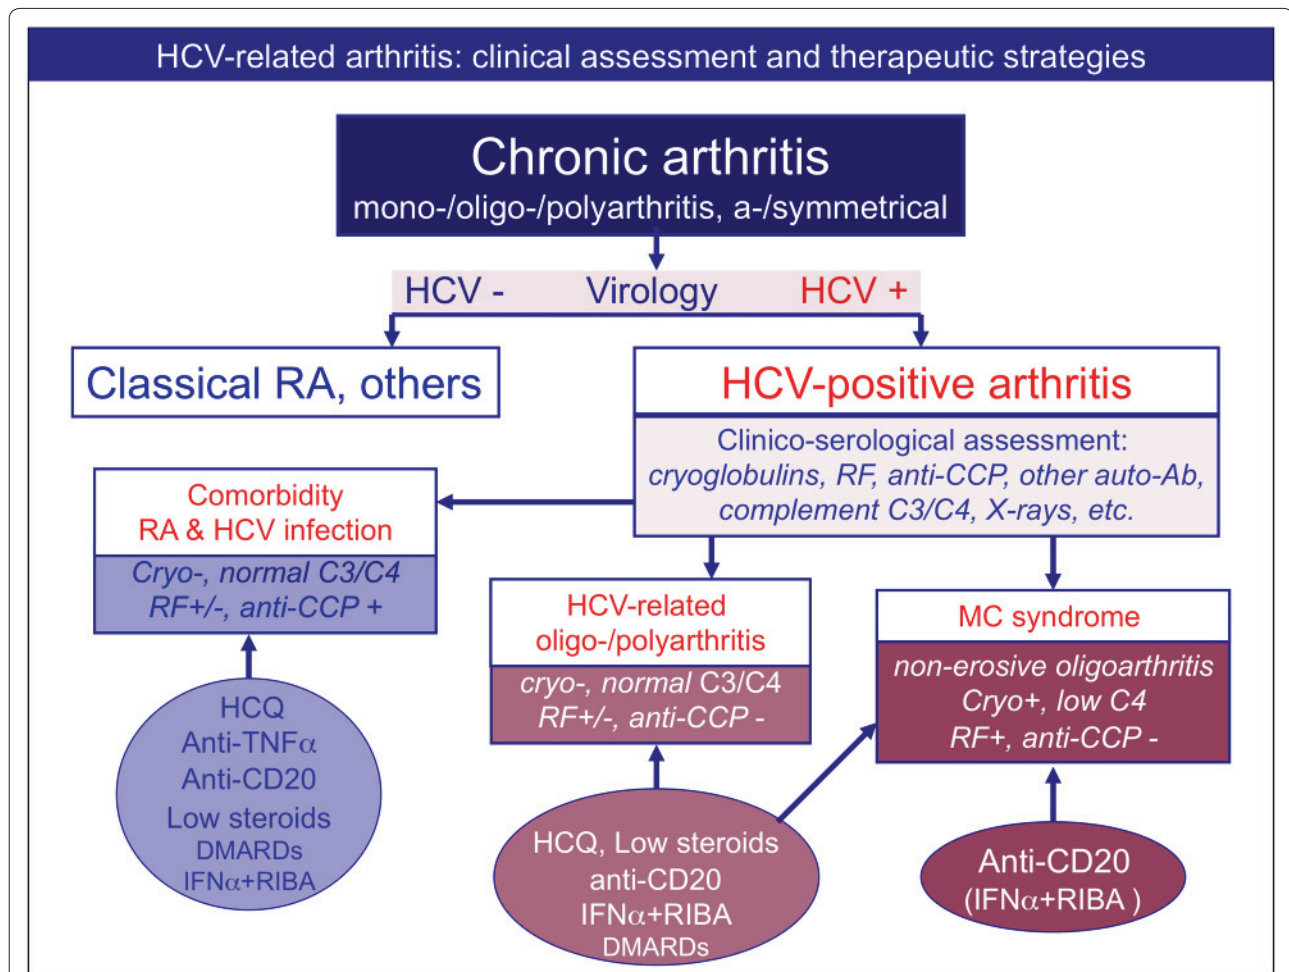 HCV-related arthritis: clinical assessment and therapeutic strategies
Chronic arthritis
mono-/oligo-/polyarthritis, a-/symmetrical
HCV - Virology HCV +
Classical RA, others
HCV-positive arthritis
Clinico-serological assessment:
cryoglobulins, RF, anti-CCP, other auto-Ab,
complement C3/C4, X-rays, etc.
Comorbidity
RA & HCV infection
Cryo-, normal C3/C4
RF+/-, anti-CCP +
HCV-related
oligo-/polyarthritis
cryo-, normal C3/C4
RF+/-, anti-CCP -
MC syndrome
non-erosive oligoarthritis
Cryo+, low C4
RF+, anti-CCP -
HCQ
Anti-TNFα
Anti-CD20
Low steroids
DMARDs
IFNα+RIBA
HCQ, Low steroids
anti-CD20
IFNα+RIBA
DMARDs
Anti-CD20
(IFNα+RIBA )